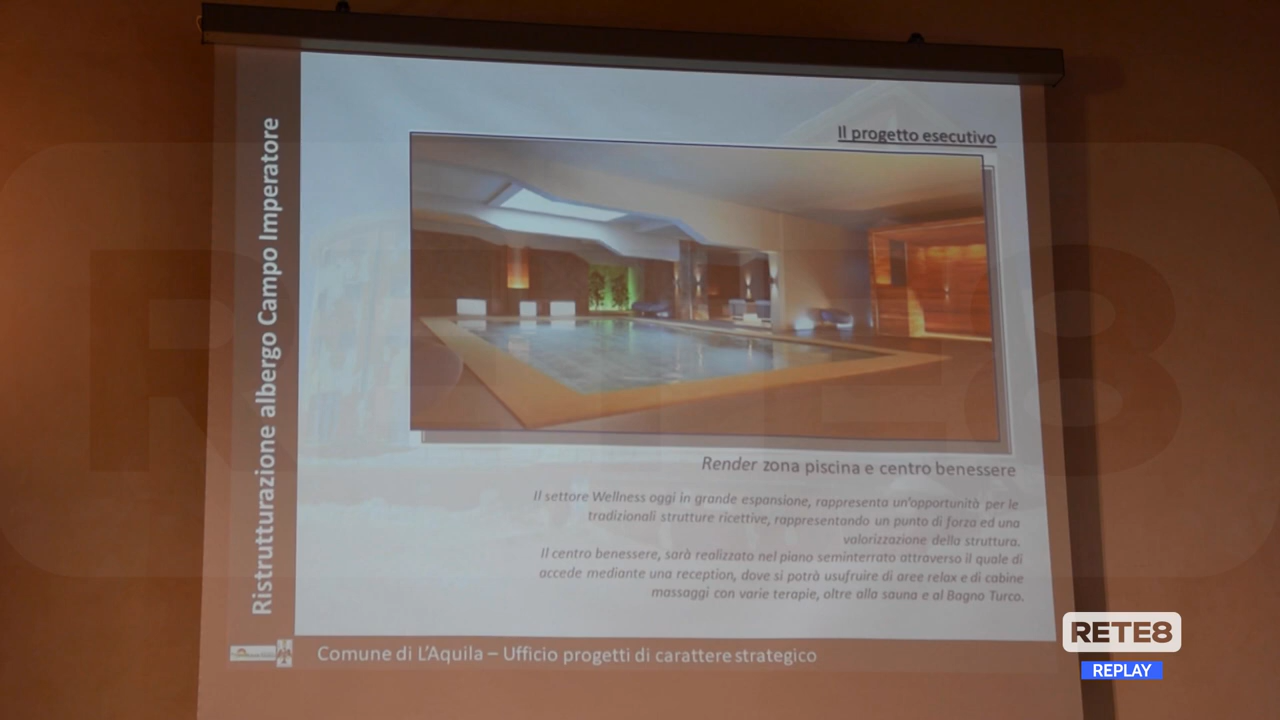 Ristrutturazione albergo Campo Imperatore
Il progetto esecutivo
Render zona piscina e centro benessere
Il settore Wellness oggi in grande espansione, rappresenta un'opportunità per le
tradizionali strutture ricettive, rappresentando un punto di forza ed una
valorizzazione della struttura.
Il centro benessere, sarà realizzato nel piano seminterrato attraverso il quale di
accede mediante una reception, dove si potrà usufruire di aree relax e di cabine
massaggi con varie terapie, oltre alla sauna e al Bagno Turco.
Comune di L'Aquila – Ufficio progetti di carattere strategico
RETE8
RETE8
REPLAY